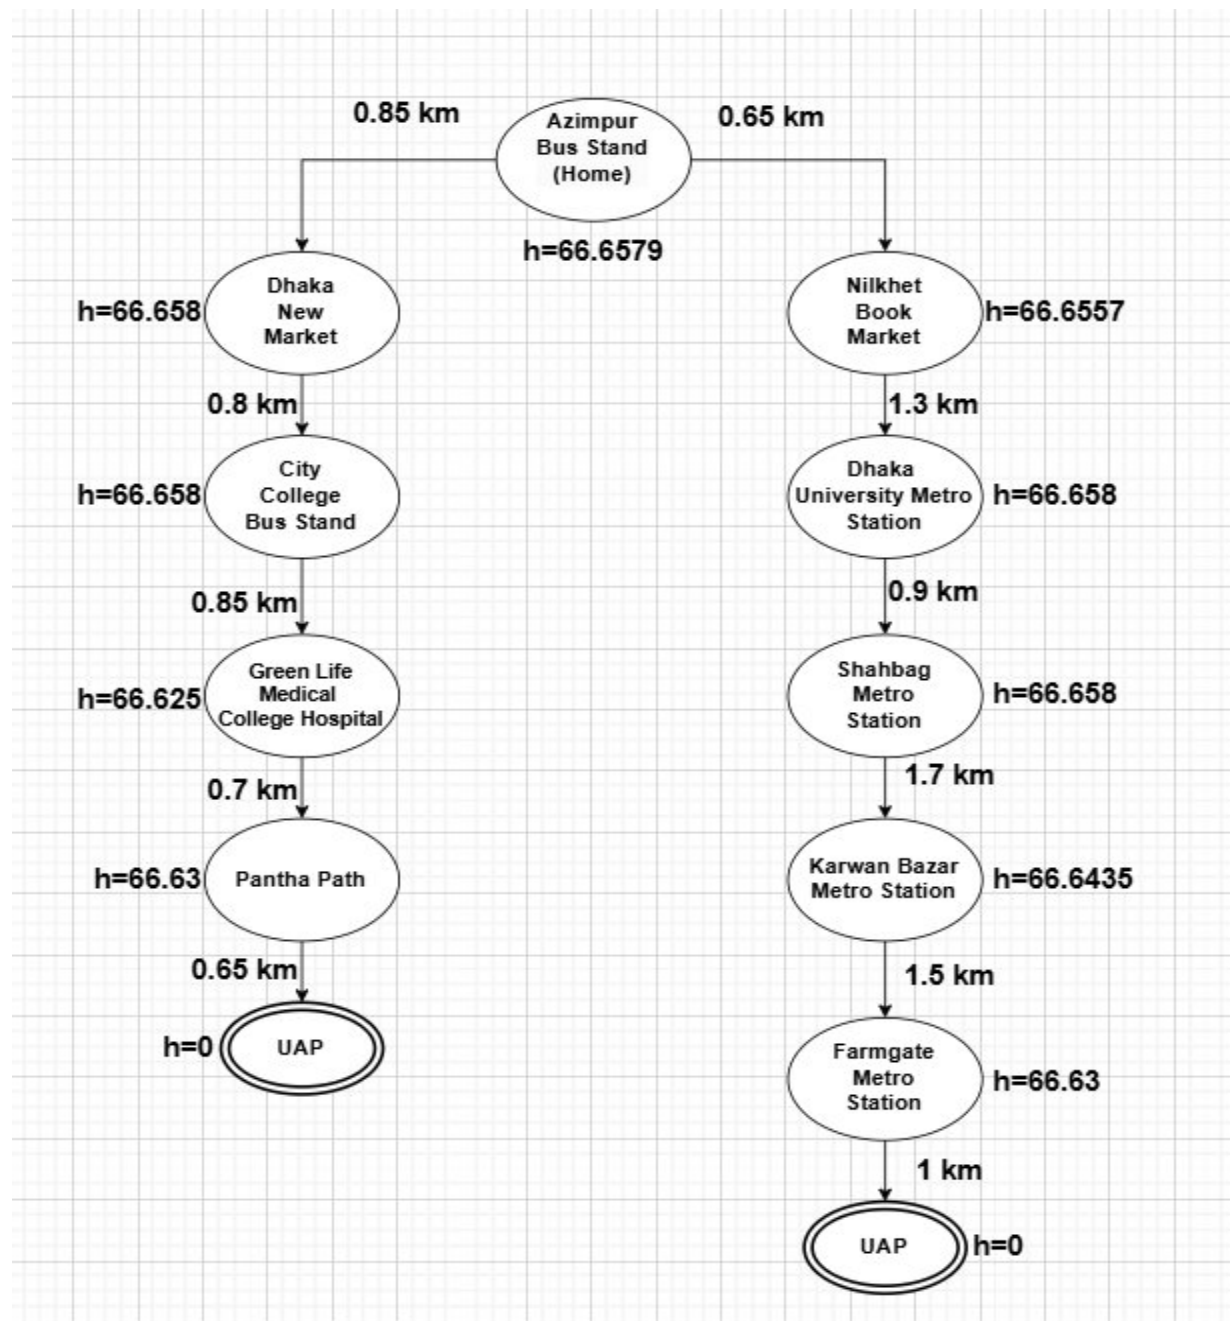 0.85 km
Azimpur
Bus Stand
(Home)
0.65 km
h=66.6579
h=66.658
Dhaka
New
Market
Nilkhet
Book
Market
h=66.6557
0.8 km
1.3 km
h=66.658
City
College
Bus Stand
Dhaka
University Metro
Station
h=66.658
0.85 km
0.9 km
h=66.625
Green Life
Medical
College Hospital
Shahbag
Metro
Station
h=66.658
0.7 km
1.7 km
h=66.63
Pantha Path
Karwan Bazar
Metro Station
h=66.6435
0.65 km
1.5 km
h=0
UAP
Farmgate
Metro
Station
h=66.63
1 km
UAP
h=0